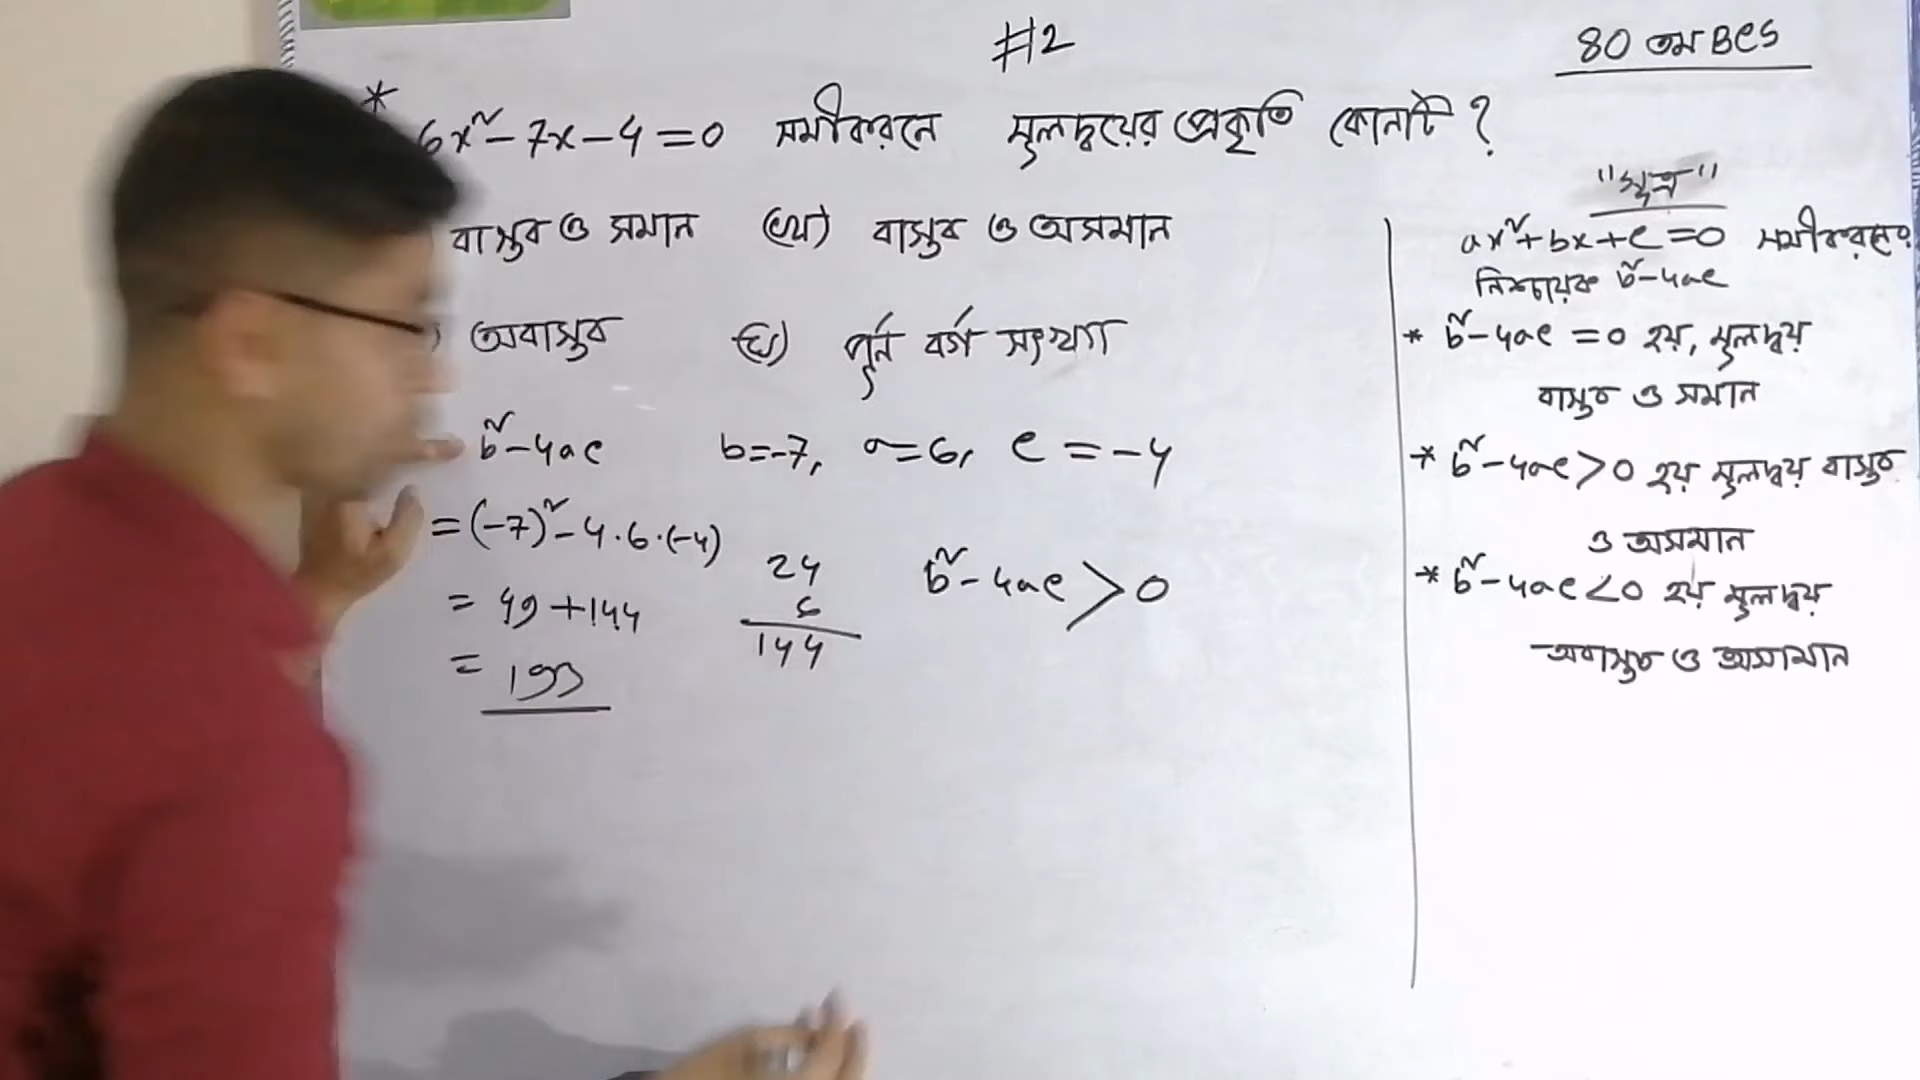 #2
80 তম BCS
* 6x² - 7x - 4 = 0 সমীকরনে মূলদ্বয়ের প্রকৃতি কোনটি ?
বাস্তব ও সমান (খ) বাস্তব ও অসমান
) অবাস্তব (ঘ) পূর্ন বর্গ সংখ্যা
b² - 4ac b = -7, a = 6, c = -4
= (-7)² - 4 · 6 · (-4)
= 49 + 144
= 193
24
6
144
b² - 4ac > 0
"সূত্র"
ax² + bx + c = 0 সমীকরনের
নিশ্চায়ক b² - 4ac
* b² - 4ac = 0 হয়, মূলদ্বয়
বাস্তব ও সমান
* b² - 4ac > 0 হয় মূলদ্বয় বাস্তব
ও অসমান
* b² - 4ac < 0 হয় মূলদ্বয়
অবাস্তব ও অসামান